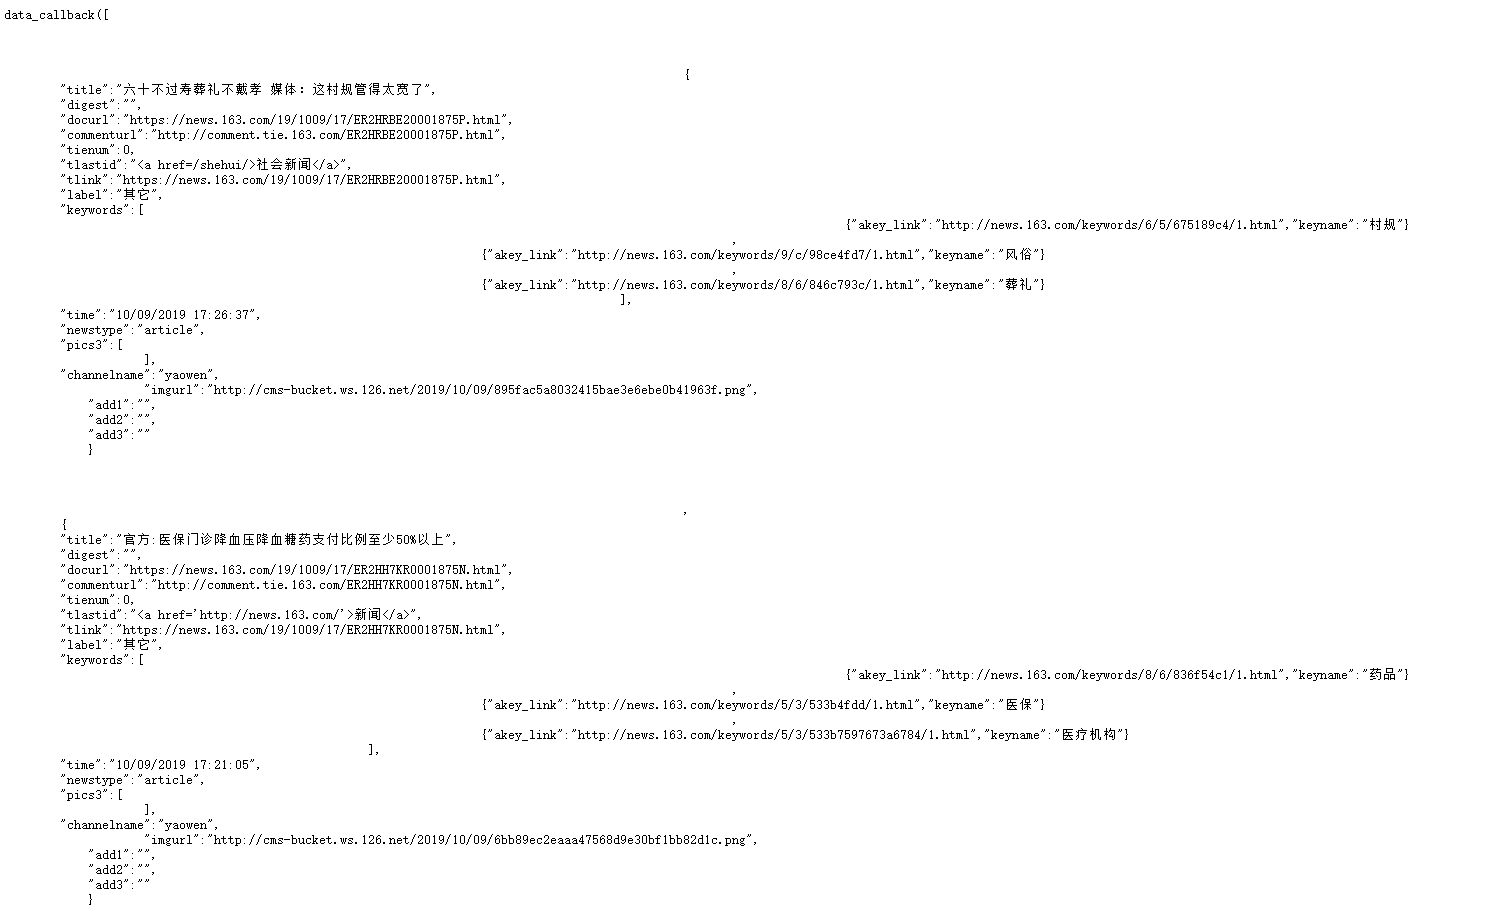 data_callback([
{
"title":"六十不过寿葬礼不戴孝 媒体：这村规管得太宽了",
"digest":"",
"docurl":"https://news.163.com/19/1009/17/ER2HRBE20001875P.html",
"commenturl":"http://comment.tie.163.com/ER2HRBE20001875P.html",
"tienum":0,
"tlastid":"<a href=/shehui/>社会新闻</a>",
"tlink":"https://news.163.com/19/1009/17/ER2HRBE20001875P.html",
"label":"其它",
"keywords":[
{"akey_link":"http://news.163.com/keywords/6/5/675189c4/1.html","keyname":"村规"}
,
{"akey_link":"http://news.163.com/keywords/9/c/98ce4fd7/1.html","keyname":"风俗"}
,
{"akey_link":"http://news.163.com/keywords/8/6/846c793c/1.html","keyname":"葬礼"}
],
"time":"10/09/2019 17:26:37",
"newstype":"article",
"pics3":[
],
"channelname":"yaowen",
"imgurl":"http://cms-bucket.ws.126.net/2019/10/09/895fac5a8032415bae3e6ebe0b41963f.png",
"add1":"",
"add2":"",
"add3":""
}
,
{
"title":"官方:医保门诊降血压降血糖药支付比例至少50%以上",
"digest":"",
"docurl":"https://news.163.com/19/1009/17/ER2HH7KR0001875N.html",
"commenturl":"http://comment.tie.163.com/ER2HH7KR0001875N.html",
"tienum":0,
"tlastid":"<a href='http://news.163.com/'>新闻</a>",
"tlink":"https://news.163.com/19/1009/17/ER2HH7KR0001875N.html",
"label":"其它",
"keywords":[
{"akey_link":"http://news.163.com/keywords/8/6/836f54c1/1.html","keyname":"药品"}
,
{"akey_link":"http://news.163.com/keywords/5/3/533b4fdd/1.html","keyname":"医保"}
,
{"akey_link":"http://news.163.com/keywords/5/3/533b7597673a6784/1.html","keyname":"医疗机构"}
],
"time":"10/09/2019 17:21:05",
"newstype":"article",
"pics3":[
],
"channelname":"yaowen",
"imgurl":"http://cms-bucket.ws.126.net/2019/10/09/6bb89ec2eaaa47568d9e30bf1bb82d1c.png",
"add1":"",
"add2":"",
"add3":""
}